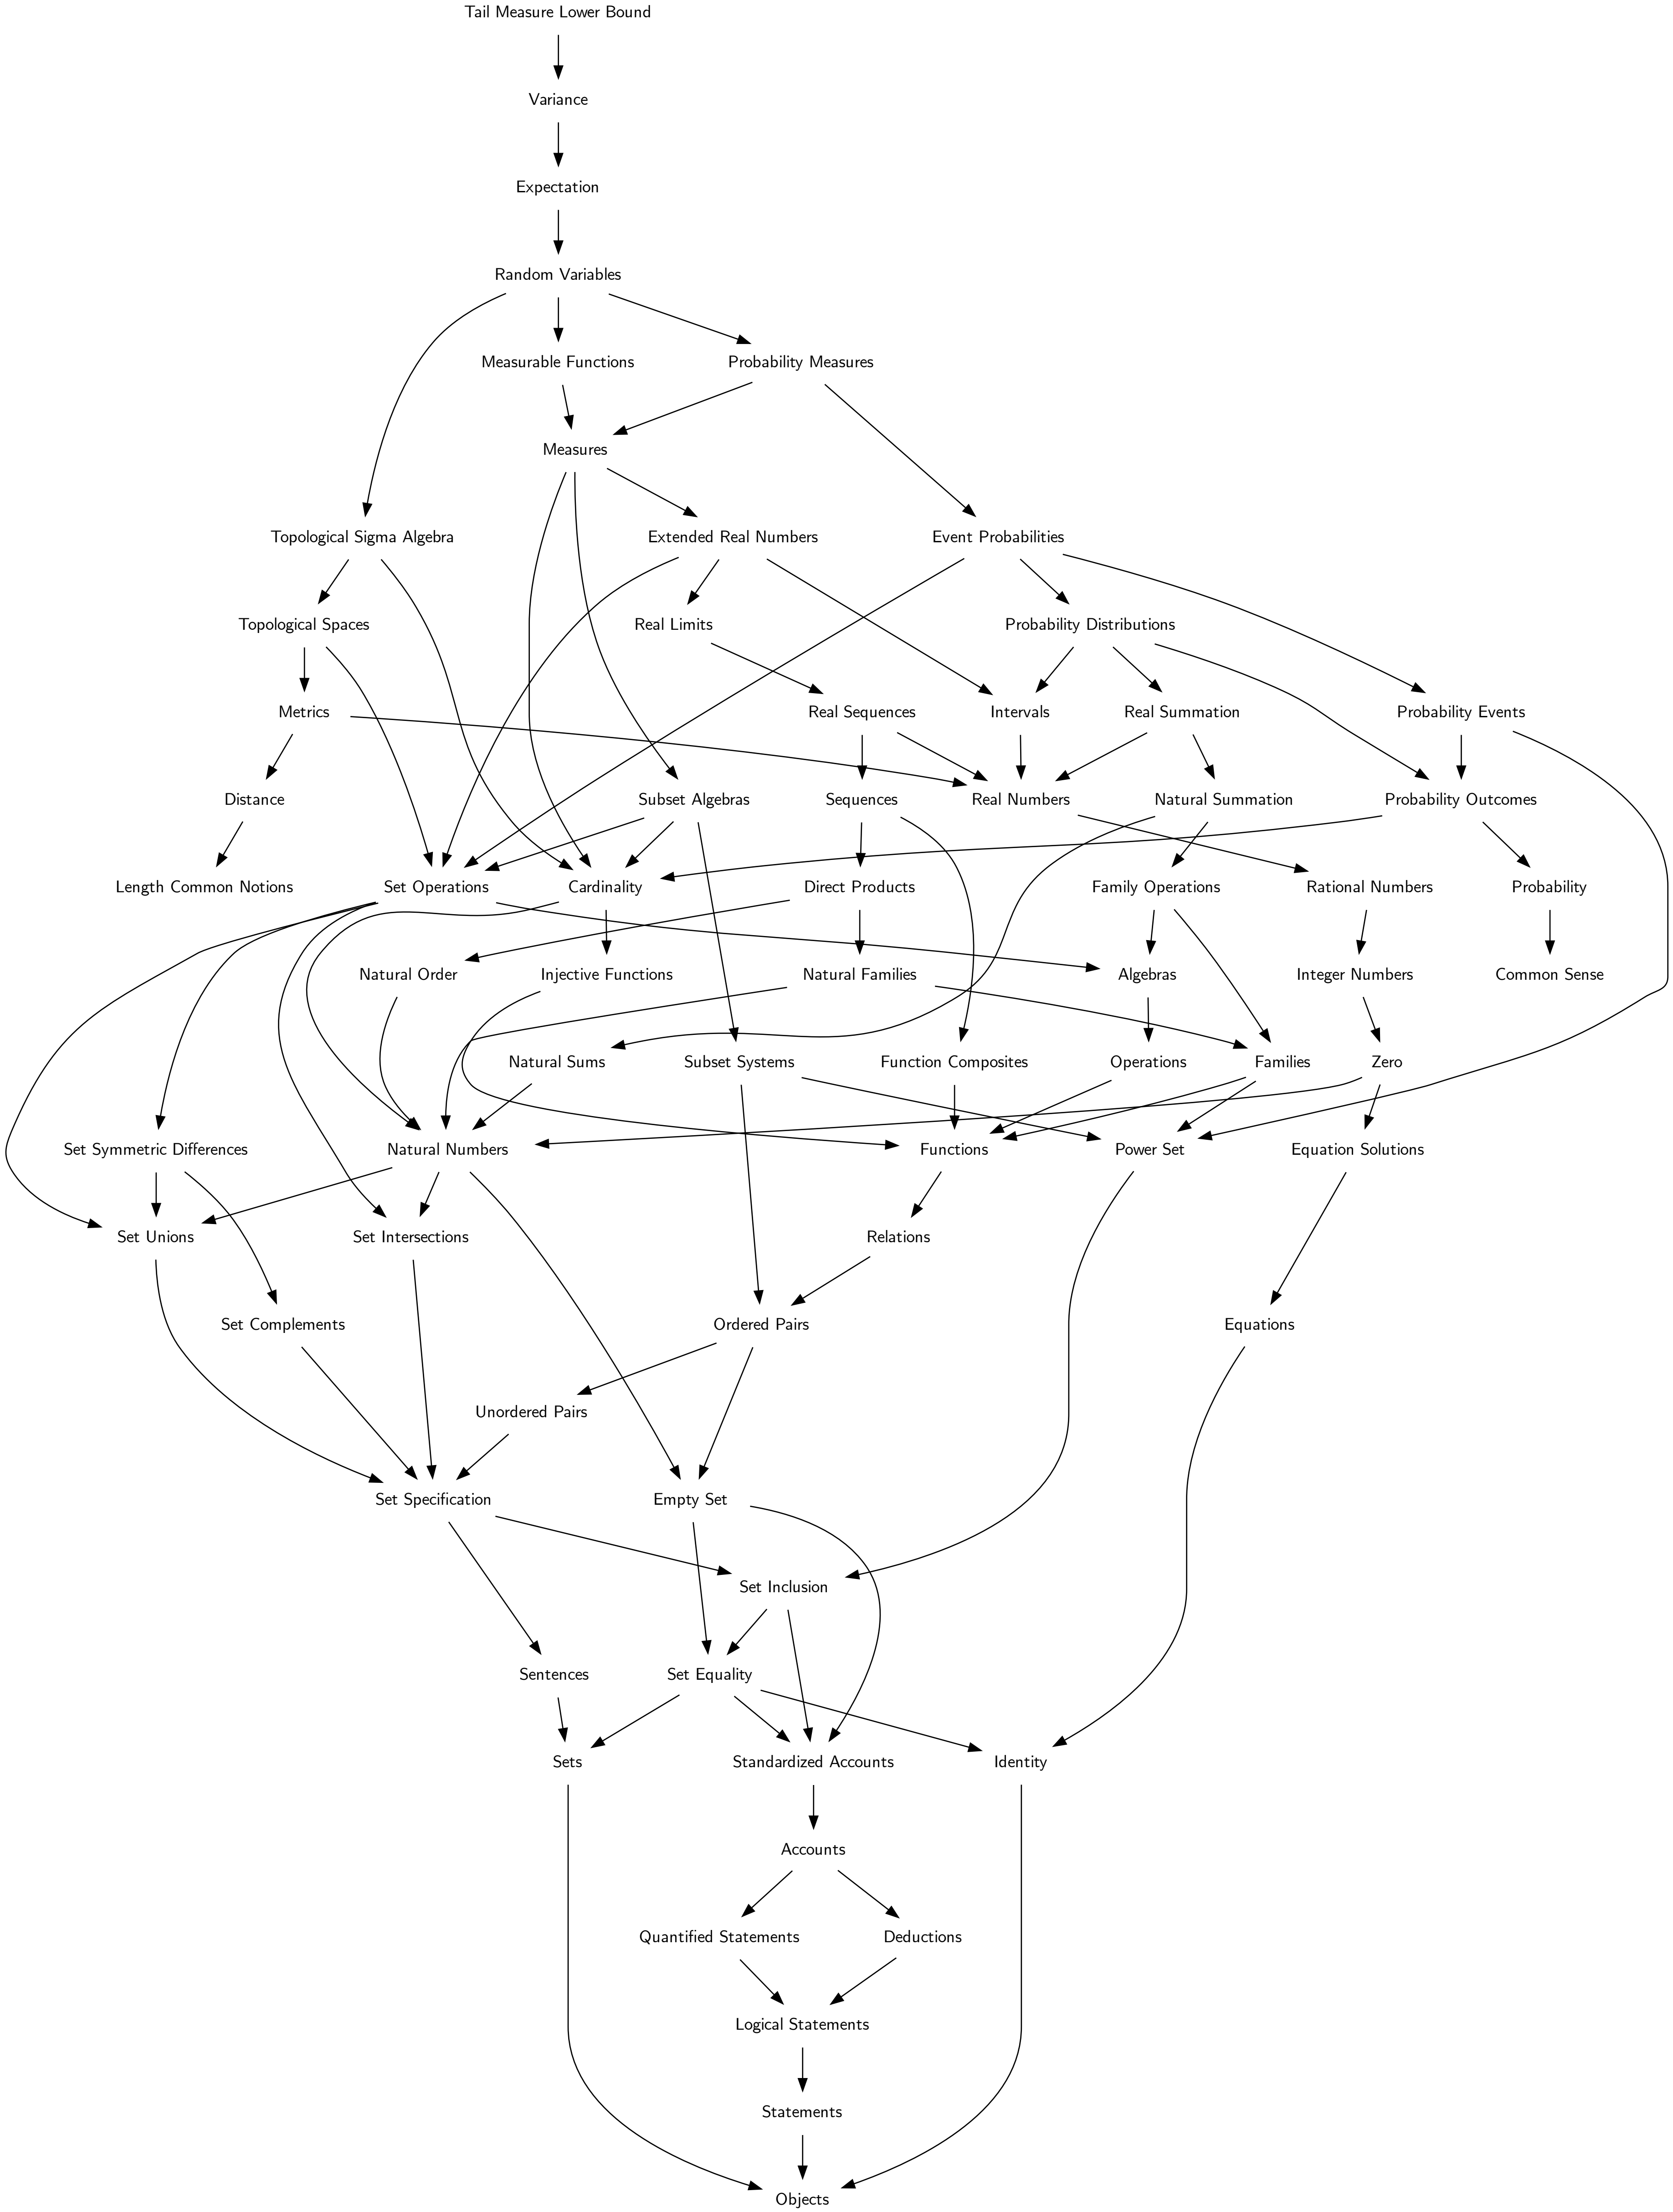 Tail Measure Lower Bound
Variance
Expectation
Random Variables
Measurable Functions
Probability Measures
Measures
Topological Sigma Algebra
Extended Real Numbers
Event Probabilities
Topological Spaces
Real Limits
Probability Distributions
Metrics
Real Sequences
Intervals
Real Summation
Probability Events
Distance
Subset Algebras
Sequences
Real Numbers
Natural Summation
Probability Outcomes
Length Common Notions
Set Operations
Cardinality
Direct Products
Family Operations
Rational Numbers
Probability
Natural Order
Injective Functions
Natural Families
Algebras
Integer Numbers
Common Sense
Natural Sums
Subset Systems
Function Composites
Operations
Families
Zero
Set Symmetric Differences
Natural Numbers
Functions
Power Set
Equation Solutions
Set Unions
Set Intersections
Relations
Set Complements
Ordered Pairs
Equations
Unordered Pairs
Set Specification
Empty Set
Set Inclusion
Sentences
Set Equality
Sets
Standardized Accounts
Identity
Accounts
Quantified Statements
Deductions
Logical Statements
Statements
Objects